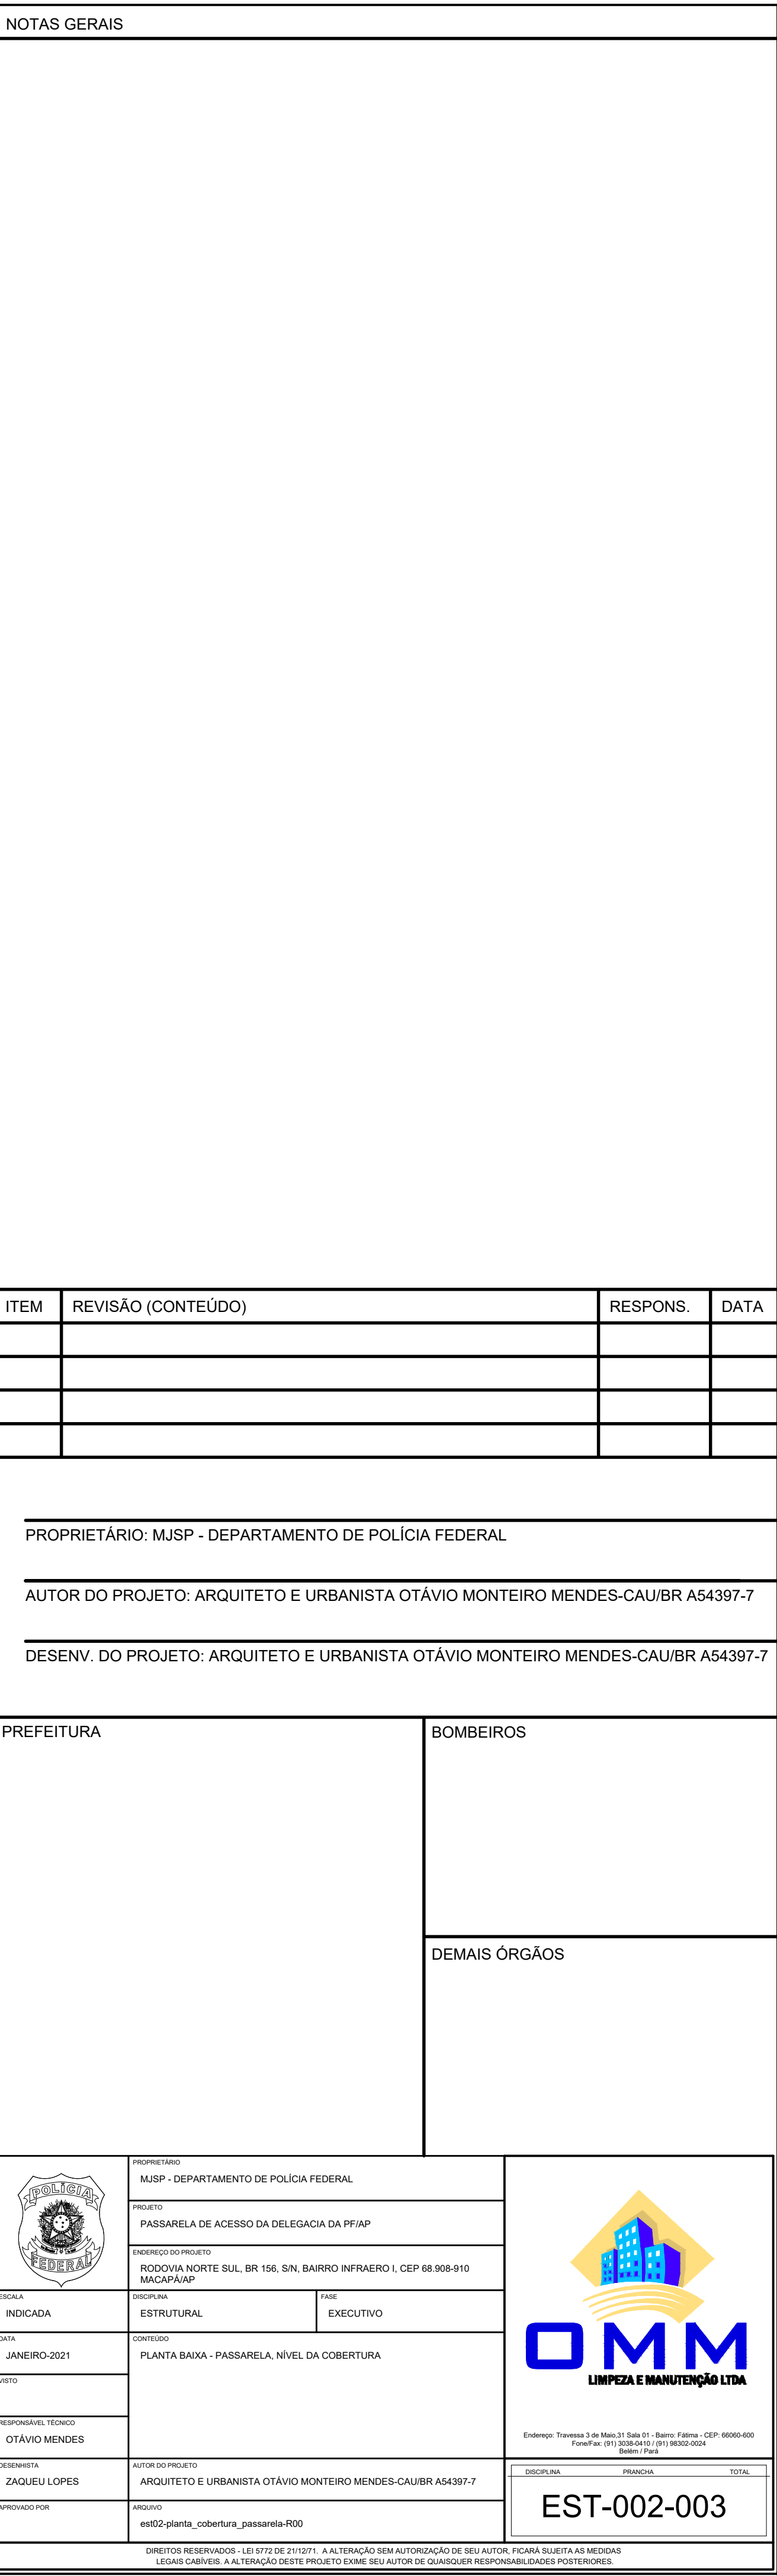 NOTAS GERAIS
ITEM REVISÃO (CONTEÚDO) RESPONS. DATA
PROPRIETÁRIO: MJSP - DEPARTAMENTO DE POLÍCIA FEDERAL
AUTOR DO PROJETO: ARQUITETO E URBANISTA OTÁVIO MONTEIRO MENDES-CAU/BR A54397-7
DESENV. DO PROJETO: ARQUITETO E URBANISTA OTÁVIO MONTEIRO MENDES-CAU/BR A54397-7
PREFEITURA
BOMBEIROS
DEMAIS ÓRGÃOS
POLÍCIA
FEDERAL
PROPRIETÁRIO
MJSP - DEPARTAMENTO DE POLÍCIA FEDERAL
PROJETO
PASSARELA DE ACESSO DA DELEGACIA DA PF/AP
ENDEREÇO DO PROJETO
RODOVIA NORTE SUL, BR 156, S/N, BAIRRO INFRAERO I, CEP 68.908-910
MACAPÁ/AP
ESCALA
INDICADA
DISCIPLINA
ESTRUTURAL
FASE
EXECUTIVO
DATA
JANEIRO-2021
CONTEÚDO
PLANTA BAIXA - PASSARELA, NÍVEL DA COBERTURA
VISTO
RESPONSÁVEL TÉCNICO
OTÁVIO MENDES
DESENHISTA
ZAQUEU LOPES
AUTOR DO PROJETO
ARQUITETO E URBANISTA OTÁVIO MONTEIRO MENDES-CAU/BR A54397-7
APROVADO POR
ARQUIVO
est02-planta_cobertura_passarela-R00
OMM
LIMPEZA E MANUTENÇÃO LTDA
Endereço: Travessa 3 de Maio,31 Sala 01 - Bairro: Fátima - CEP: 66060-600
Fone/Fax: (91) 3038-0410 / (91) 98302-0024
Belém / Pará
DISCIPLINA PRANCHA TOTAL
EST-002-003
DIREITOS RESERVADOS - LEI 5772 DE 21/12/71. A ALTERAÇÃO SEM AUTORIZAÇÃO DE SEU AUTOR, FICARÁ SUJEITA AS MEDIDAS
LEGAIS CABÍVEIS. A ALTERAÇÃO DESTE PROJETO EXIME SEU AUTOR DE QUAISQUER RESPONSABILIDADES POSTERIORES.